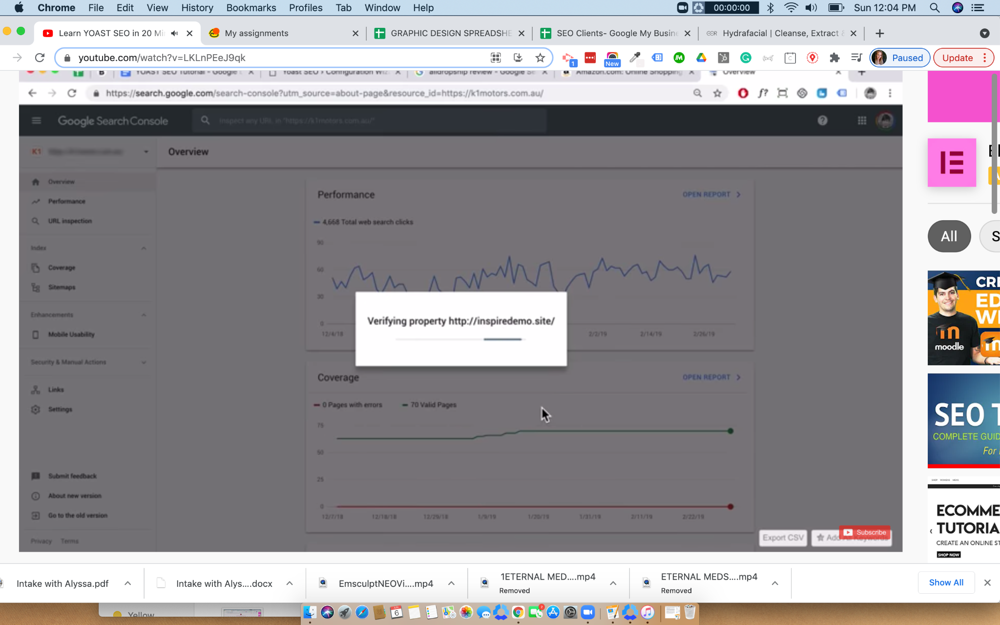 Chrome File Edit View History Bookmarks Profiles Tab Window Help 00:00:00 Sun 12:04 PM
Learn YOAST SEO in 20 Mi My assignments GRAPHIC DESIGN SPREADSHE SEO Clients- Google My Busin Hydrafacial | Cleanse, Extract
youtube.com/watch?v=LKLnPEeJ9qk 1 New Paused Update
YOAST SEO Tutorial - Google Yoast SEO > Configuration Wiz alidropship review - Google Se Amazon.com: Online Shopping Overview
https://search.google.com/search-console?utm_source=about-page&resource_id=https://k1motors.com.au/
Google Search Console Inspect any URL in "https://k1motors.com.au/"
K1
Overview
Overview
Performance
URL inspection
Index
Coverage
Sitemaps
Enhancements
Mobile Usability
Security & Manual Actions
Links
Settings
Submit feedback
About new version
Go to the old version
Privacy Terms
Performance OPEN REPORT
4,668 Total web search clicks
90
60
30
0
12/4/18 2/2/19 2/14/19 2/26/19
Verifying property http://inspiredemo.site/
Coverage OPEN REPORT
0 Pages with errors 70 Valid Pages
75
50
25
0
12/7/18 12/18/18 12/29/18 1/9/19 1/20/19 1/31/19 2/11/19 2/22/19
Export CSV Add All Keywords
Subscribe
All S
CRE
ED
WE
moodle
SEO T
COMPLETE GUID
For
SHOP WOMENS MENS
ECOMME
TUTORIA
CREATE AN ONLINE ST
SHOP NOW
Intake with Alyssa.pdf Intake with Alys....docx EmsculptNEOVi....mp4 1ETERNAL MED....mp4 ETERNAL MEDS....mp4 Show All
Removed Removed
Yellow
6 2